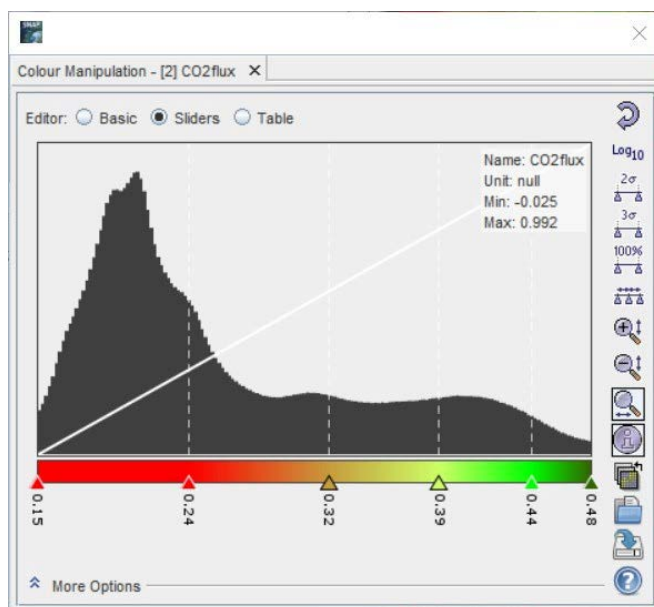 SNAP
Colour Manipulation - [2] CO2flux
Editor: Basic Sliders Table
Name: CO2flux
Unit: null
Min: -0.025
Max: 0.992
Log10
2σ
3σ
100%
0.15 0.24 0.32 0.39 0.44 0.48
More Options